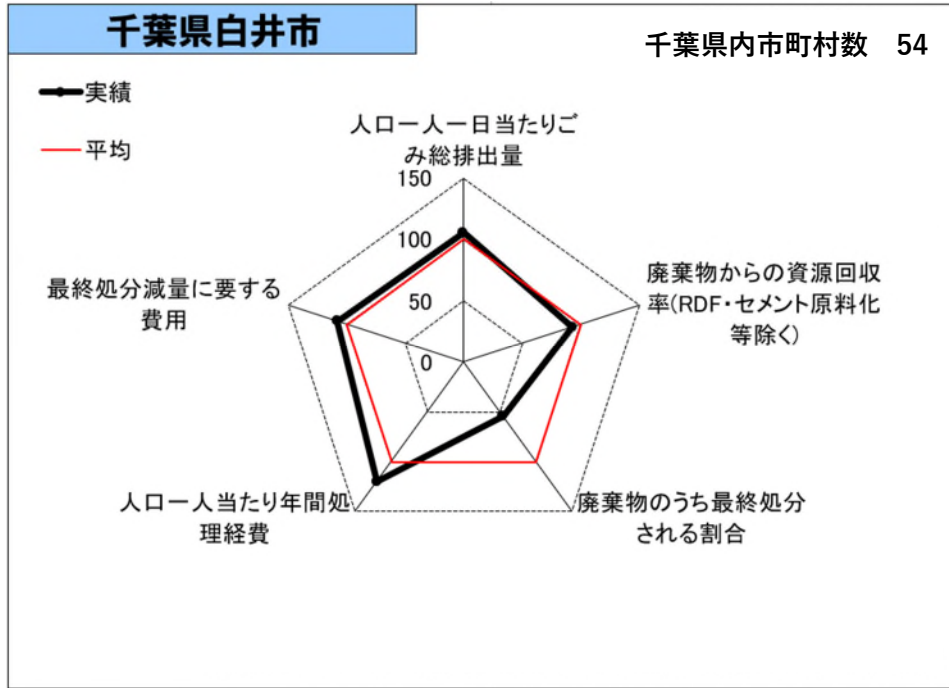 千葉県白井市
千葉県内市町村数　54
実績
平均
人口一人一日当たりご
み総排出量
150
100
50
0
廃棄物からの資源回収
率(RDF・セメント原料化
等除く)
最終処分減量に要する
費用
人口一人当たり年間処
理経費
廃棄物のうち最終処分
される割合